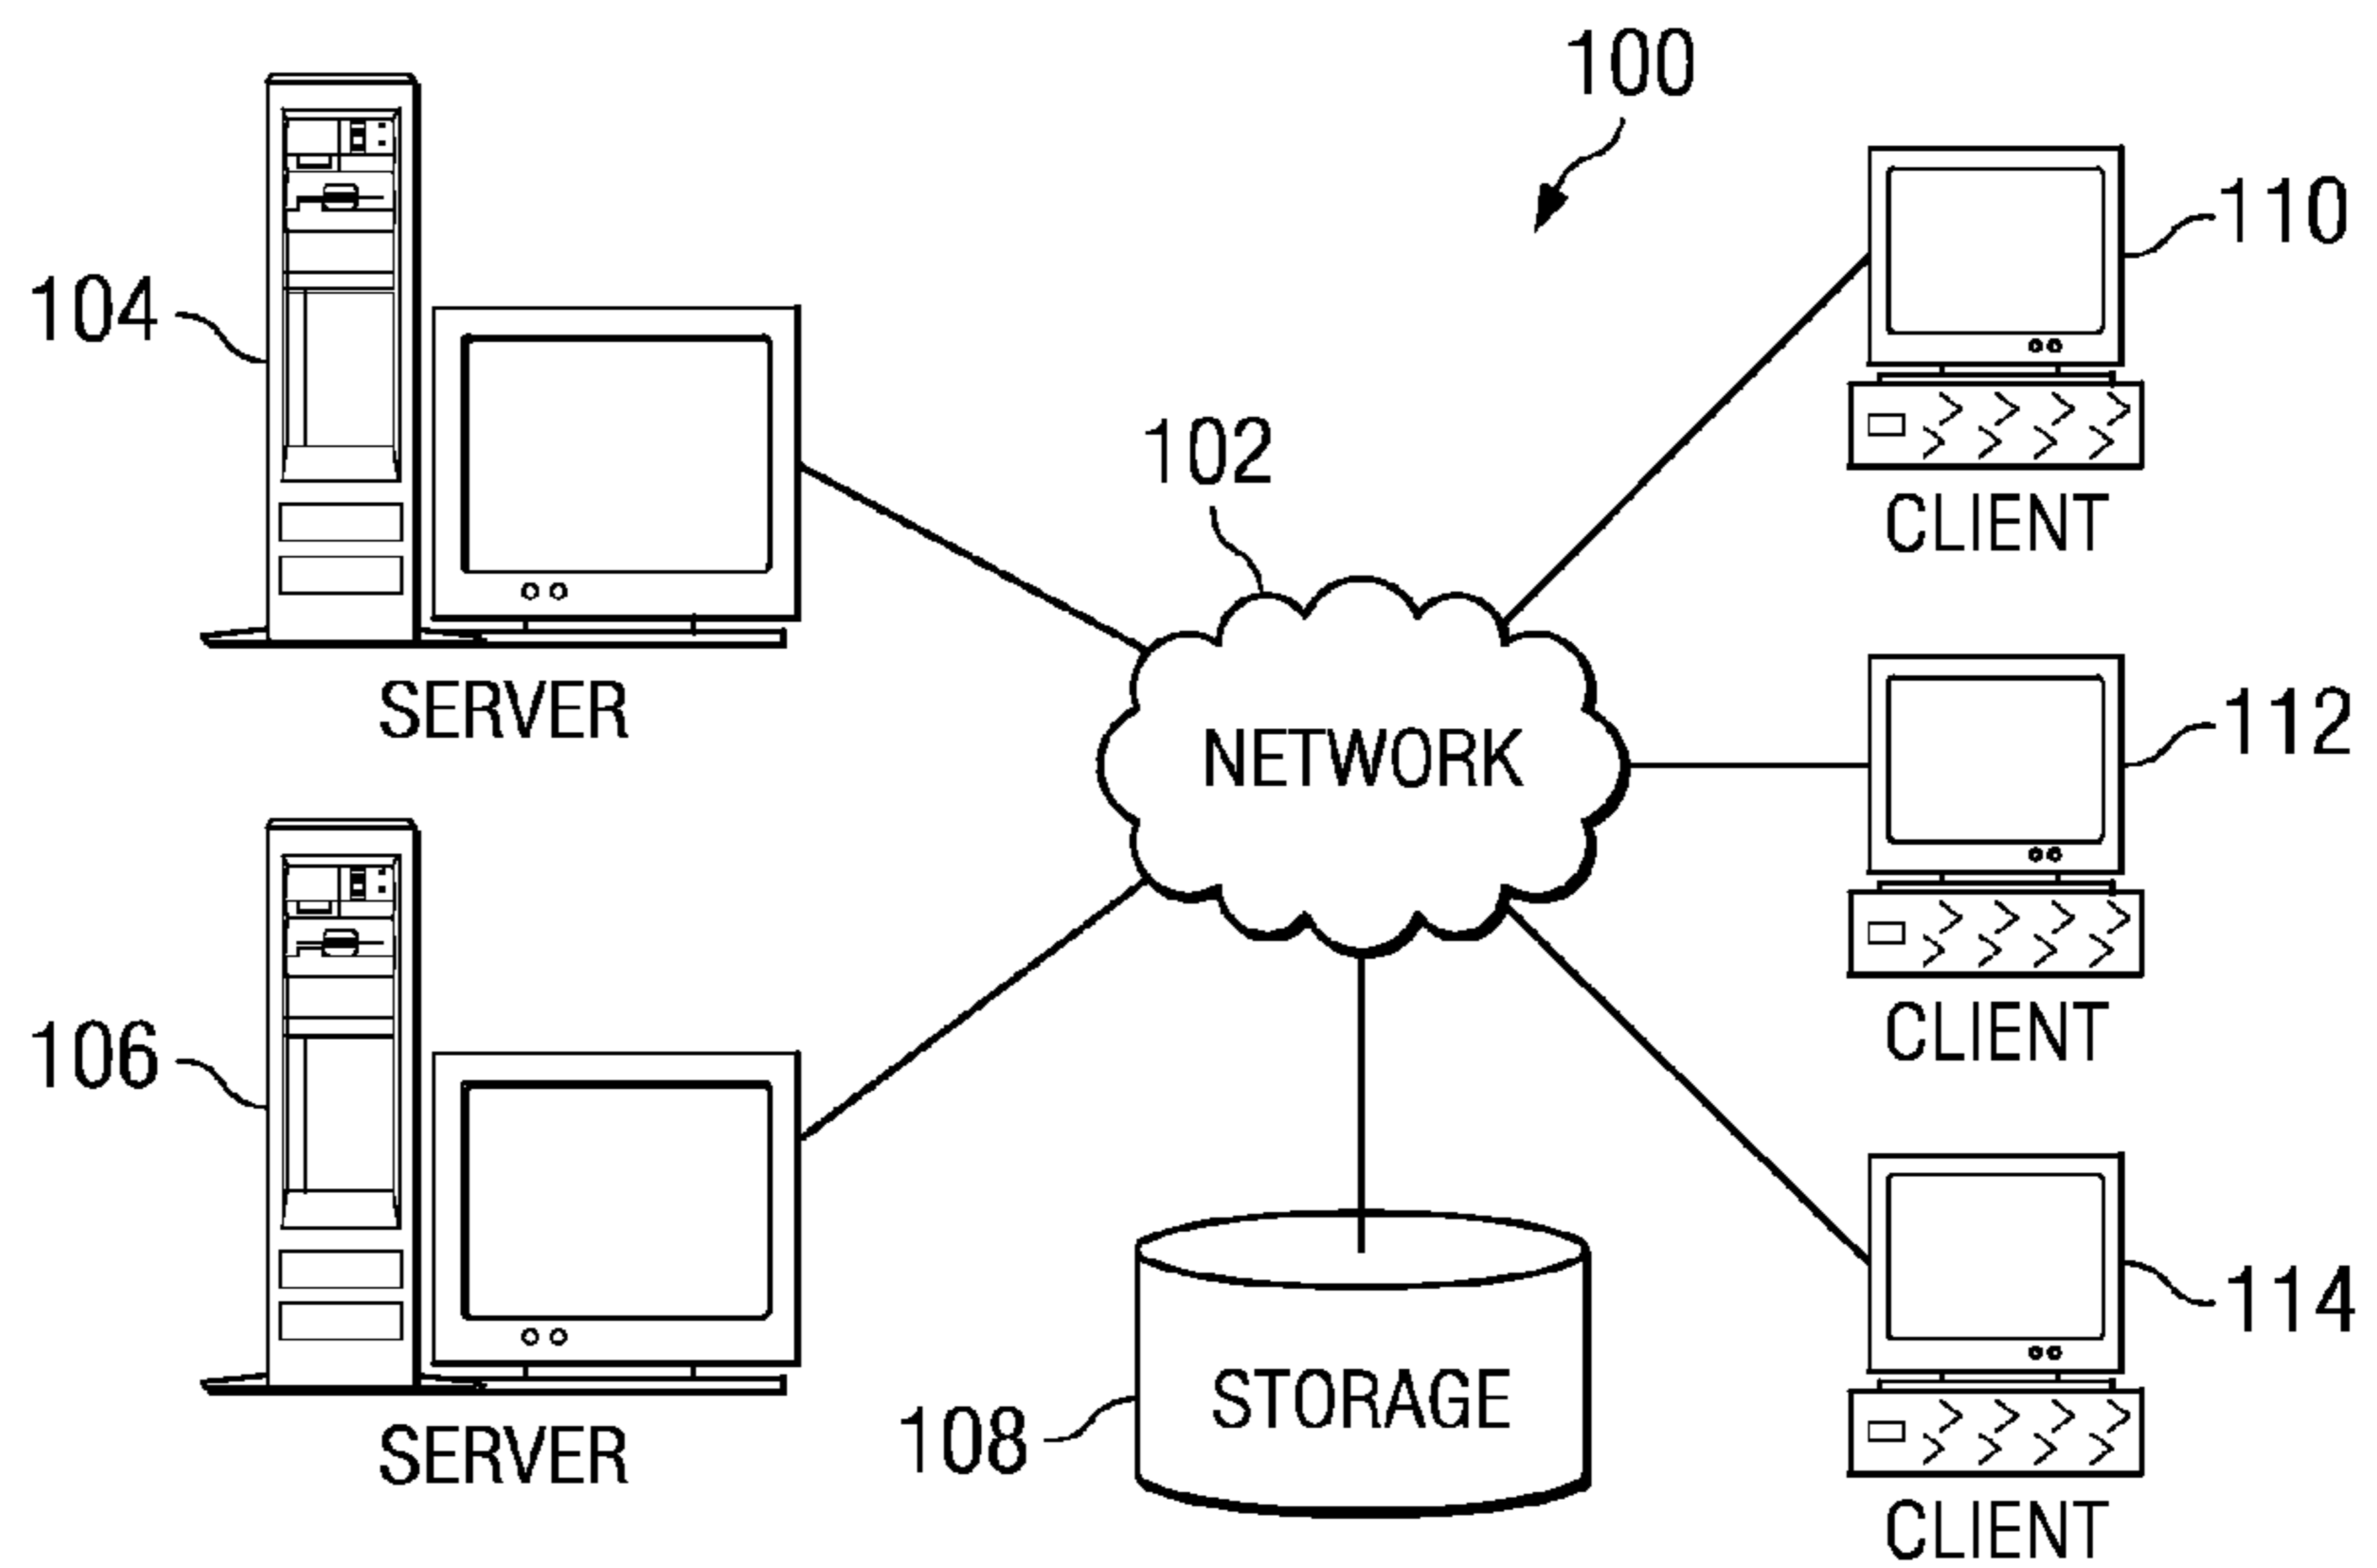 100
110
104
CLIENT
102
SERVER
NETWORK
112
CLIENT
106
114
STORAGE
108
SERVER
CLIENT